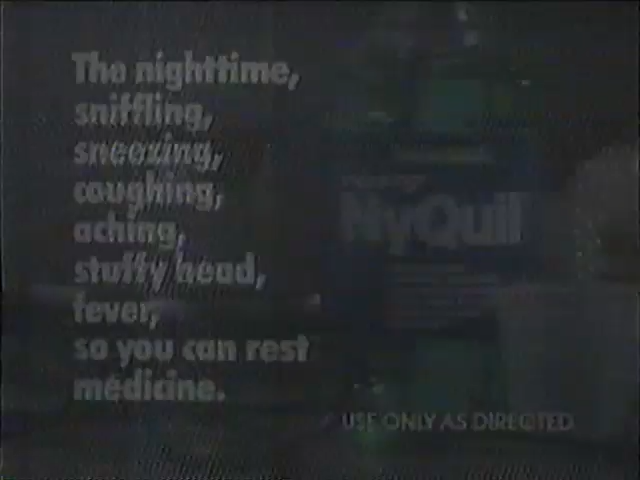 The nighttime,
sniffling,
sneezing,
coughing,
aching,
stuffy head,
fever,
so you can rest
medicine.
NyQuil
USE ONLY AS DIRECTED